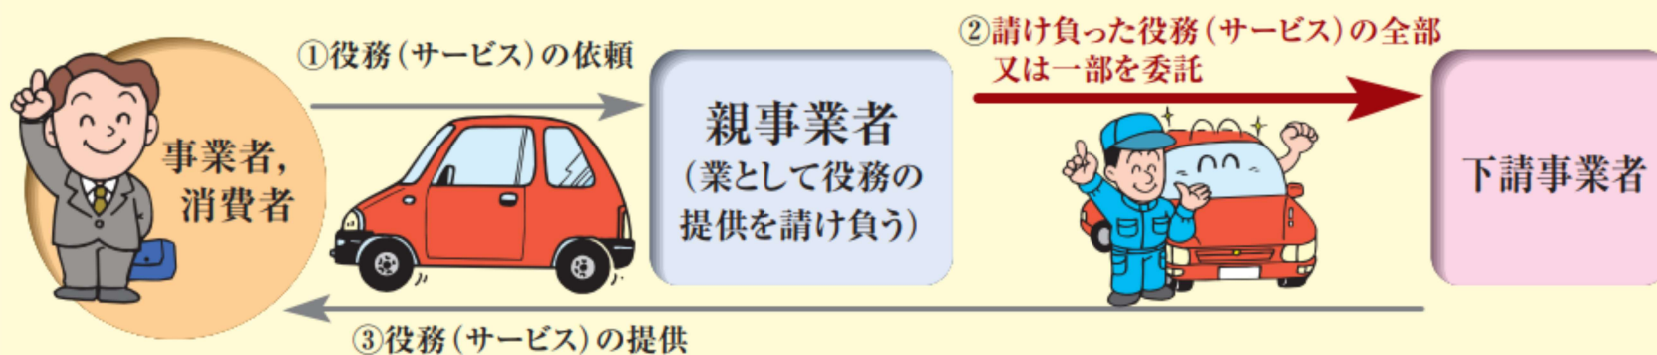 ①役務(サービス)の依頼
②請け負った役務(サービス)の全部
又は一部を委託
事業者,
消費者
親事業者
(業として役務の
提供を請け負う)
下請事業者
③役務(サービス)の提供